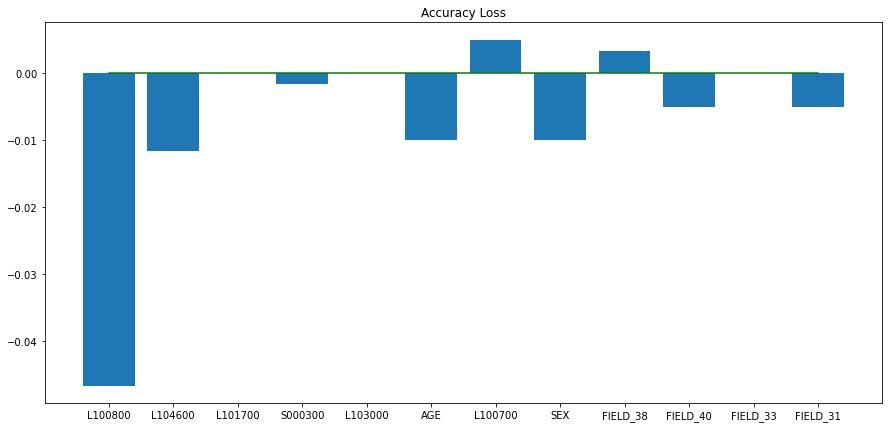 Accuracy Loss
0.00
−0.01
−0.02
−0.03
−0.04
L100800 L104600 L101700 S000300 L103000 AGE L100700 SEX FIELD_38 FIELD_40 FIELD_33 FIELD_31